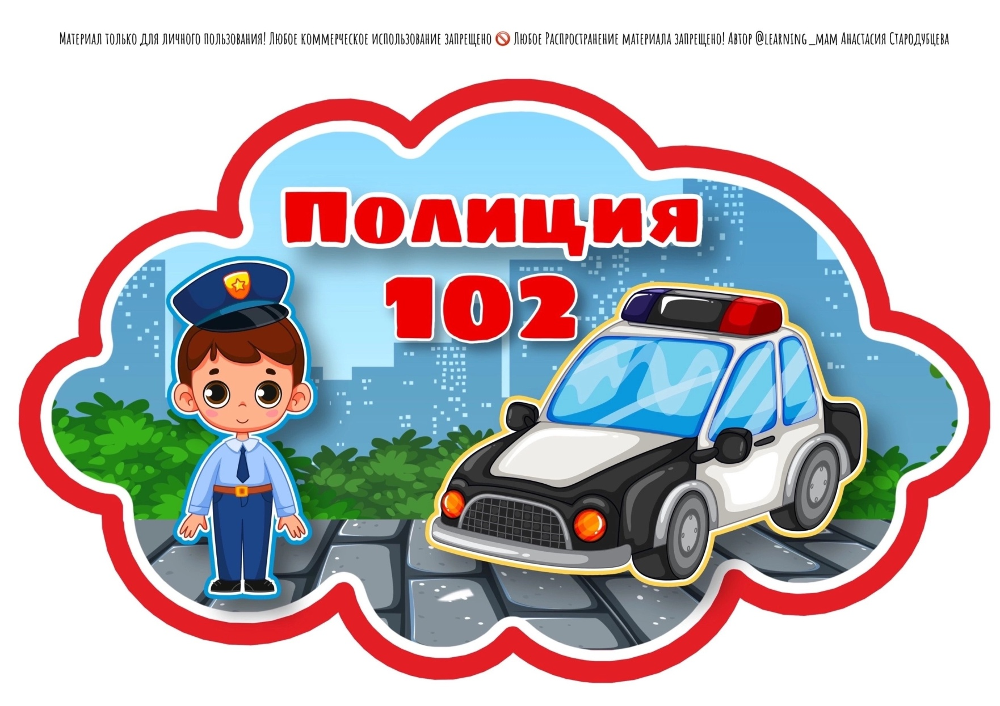 Материал только для личного пользования! Любое коммерческое использование запрещено 🚫 Любое Распространение материала запрещено! Автор @learning_mam Анастасия Стародубцева
Полиция
102